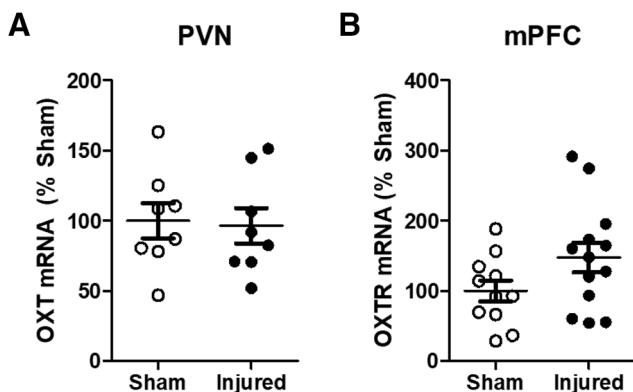 A
PVN
OXT mRNA (% Sham)
200
150
100
50
0
Sham Injured
B
mPFC
OXTR mRNA (% Sham)
400
300
200
100
0
Sham Injured